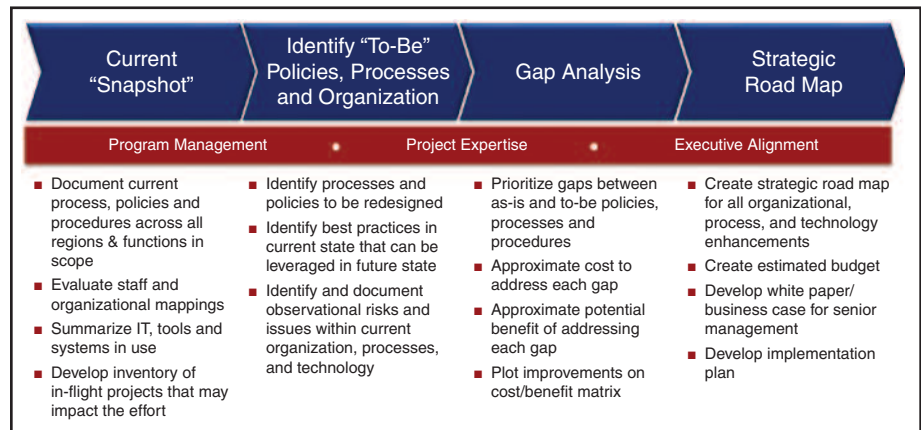 Current
“Snapshot”
Identify “To-Be”
Policies, Processes
and Organization
Gap Analysis
Strategic
Road Map
Program Management • Project Expertise • Executive Alignment
■ Document current
process, policies and
procedures across all
regions & functions in
scope
■ Evaluate staff and
organizational mappings
■ Summarize IT, tools and
systems in use
■ Develop inventory of
in-flight projects that may
impact the effort
■ Identify processes and
policies to be redesigned
■ Identify best practices in
current state that can be
leveraged in future state
■ Identify and document
observational risks and
issues within current
organization, processes,
and technology
■ Prioritize gaps between
as-is and to-be policies,
processes and
procedures
■ Approximate cost to
address each gap
■ Approximate potential
benefit of addressing
each gap
■ Plot improvements on
cost/benefit matrix
■ Create strategic road map
for all organizational,
process, and technology
enhancements
■ Create estimated budget
■ Develop white paper/
business case for senior
management
■ Develop implementation
plan